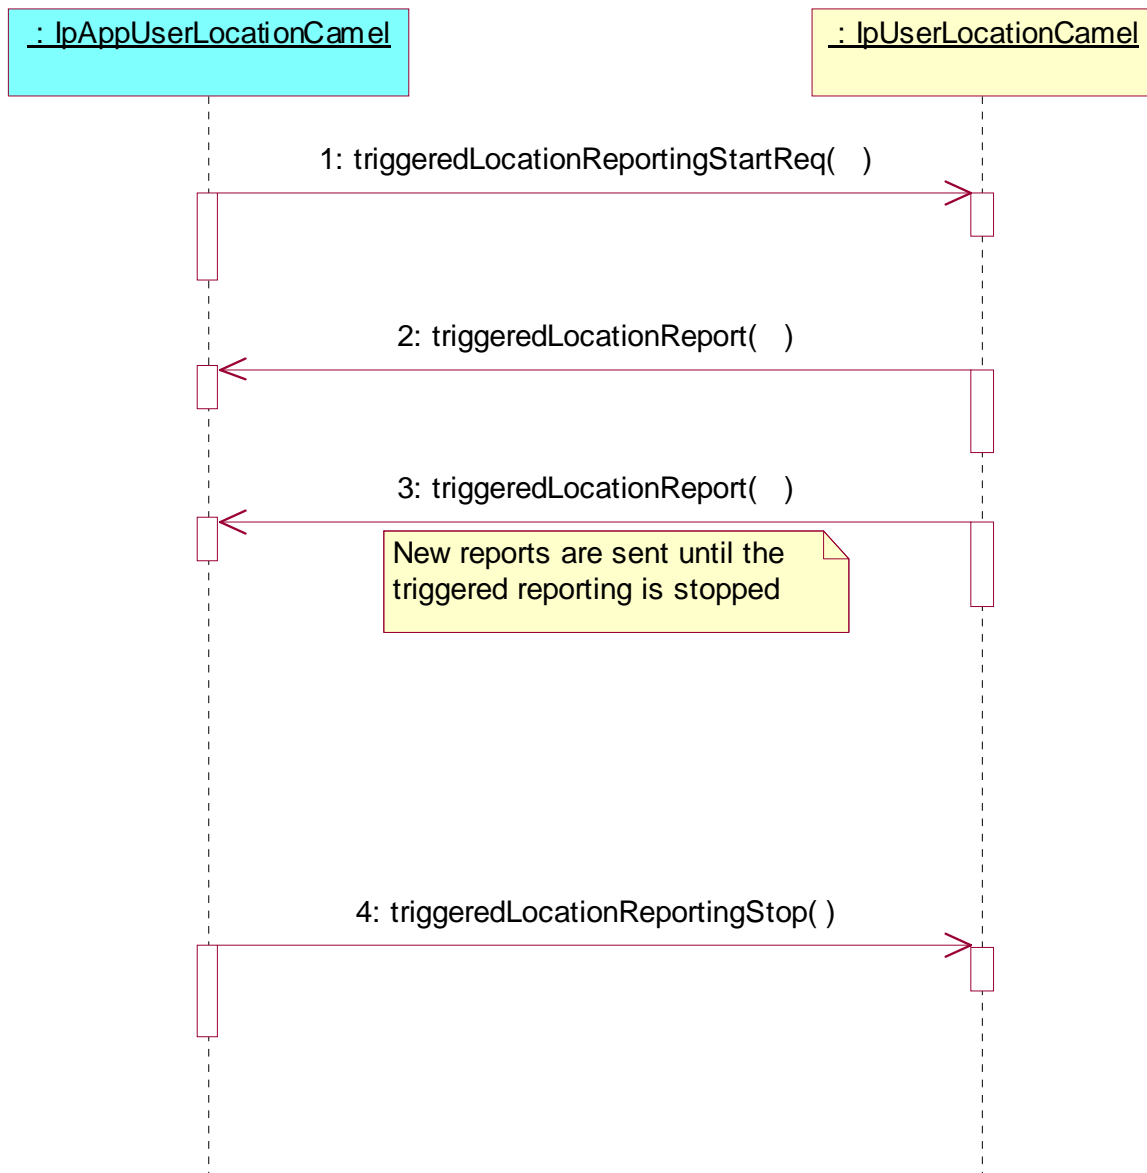 : IpAppUserLocationCamel
: IpUserLocationCamel
1: triggeredLocationReportingStartReq( )
2: triggeredLocationReport( )
3: triggeredLocationReport( )
New reports are sent until the
triggered reporting is stopped
4: triggeredLocationReportingStop( )